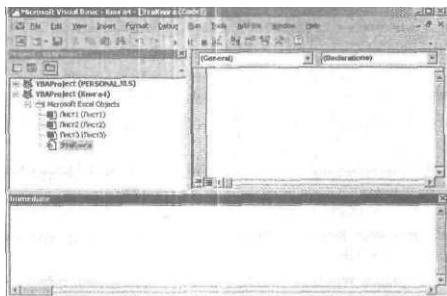 Microsoft Visual Basic - Книга4 - [ЭтаКнига (Code)]
File Edit View Insert Format Debug Run Tools Add-Ins Window Help
(General) (Declarations)
VBAProject (PERSONAL.XLS)
VBAProject (Книга4)
Microsoft Excel Objects
Лист1 (Лист1)
Лист2 (Лист2)
Лист3 (Лист3)
ЭтаКнига
Immediate